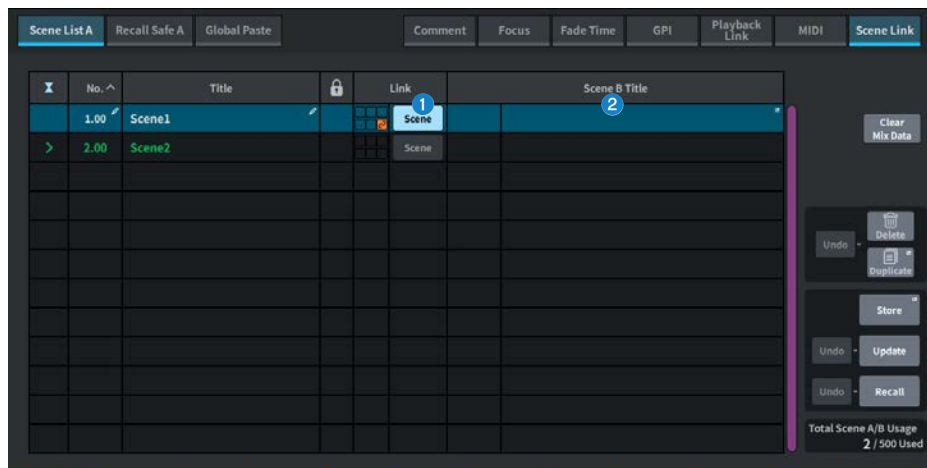 Scene List A
Recall Safe A
Global Paste
Comment
Focus
Fade Time
GPI
Playback
Link
MIDI
Scene Link
No.
Title
Link
Scene B Title
1
2
1.00
Scene1
Scene
2.00
Scene2
Scene
Clear
Mix Data
Undo
Delete
Duplicate
Store
Undo
Update
Undo
Recall
Total Scene A/B Usage
2 / 500 Used